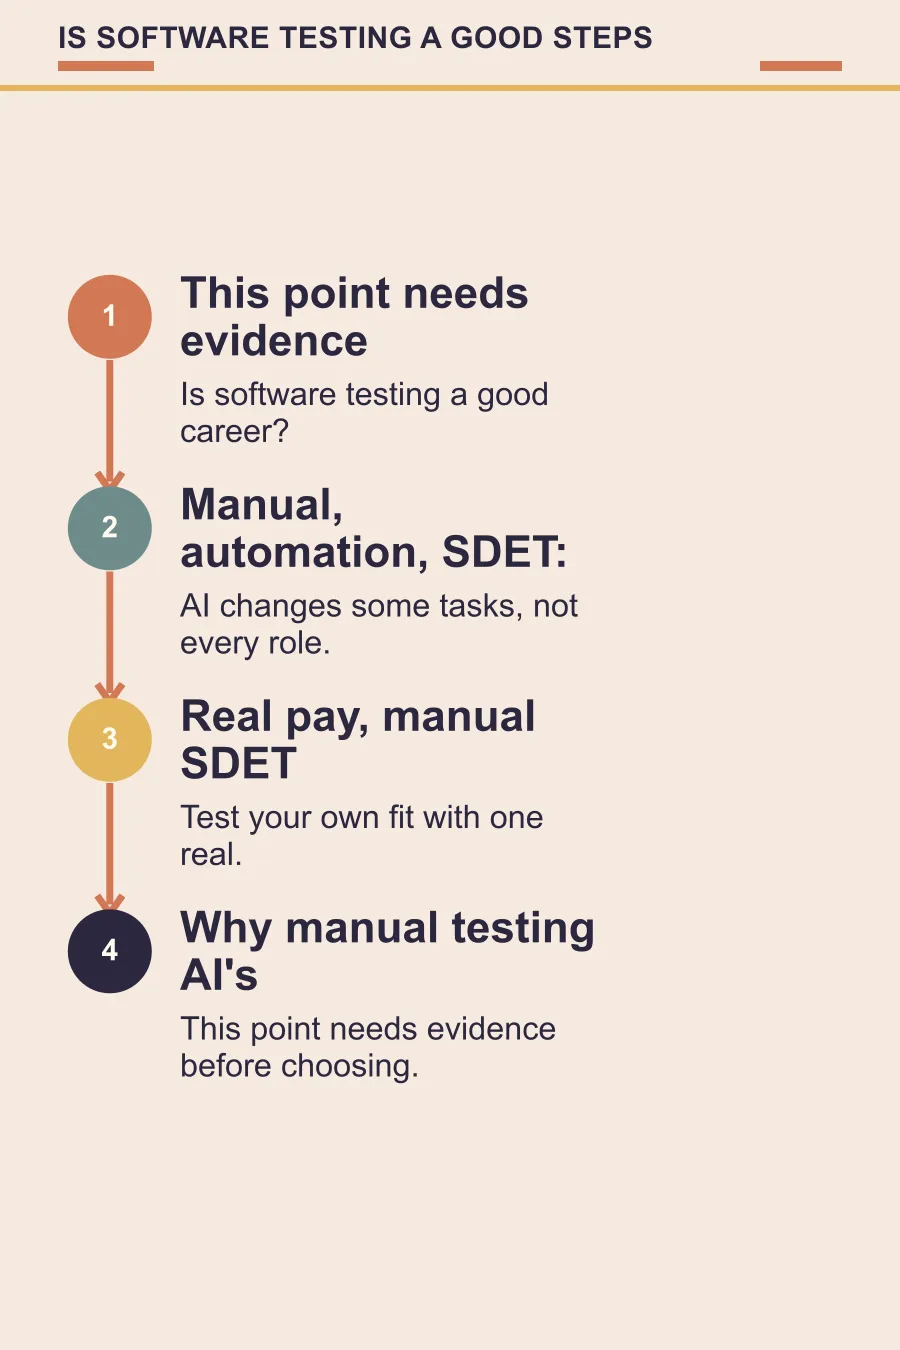 IS SOFTWARE TESTING A GOOD STEPS
1
This point needs
evidence
Is software testing a good
career?
2
Manual,
automation, SDET:
AI changes some tasks, not
every role.
3
Real pay, manual
SDET
Test your own fit with one
real.
4
Why manual testing
AI's
This point needs evidence
before choosing.